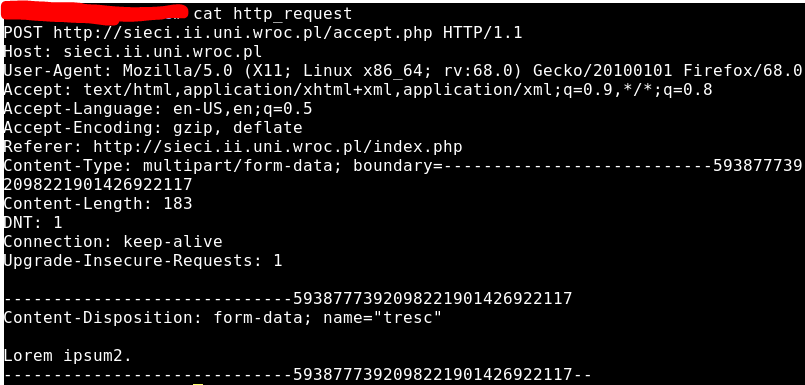 cat http_request
POST http://sieci.ii.uni.wroc.pl/accept.php HTTP/1.1
Host: sieci.ii.uni.wroc.pl
User-Agent: Mozilla/5.0 (X11; Linux x86_64; rv:68.0) Gecko/20100101 Firefox/68.0
Accept: text/html,application/xhtml+xml,application/xml;q=0.9,*/*;q=0.8
Accept-Language: en-US,en;q=0.5
Accept-Encoding: gzip, deflate
Referer: http://sieci.ii.uni.wroc.pl/index.php
Content-Type: multipart/form-data; boundary=---------------------------593877739
2098221901426922117
Content-Length: 183
DNT: 1
Connection: keep-alive
Upgrade-Insecure-Requests: 1

-----------------------------5938777392098221901426922117
Content-Disposition: form-data; name="tresc"

Lorem ipsum2.
-----------------------------5938777392098221901426922117--